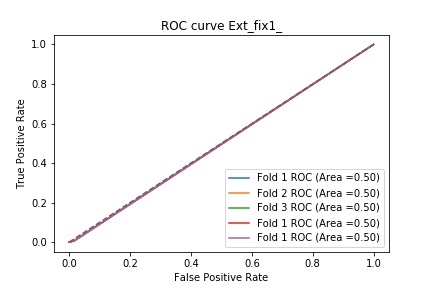 ROC curve Ext_fix1_
True Positive Rate
1.0
0.8
0.6
0.4
0.2
0.0
Fold 1 ROC (Area =0.50)
Fold 2 ROC (Area =0.50)
Fold 3 ROC (Area =0.50)
Fold 1 ROC (Area =0.50)
Fold 1 ROC (Area =0.50)
0.0 0.2 0.4 0.6 0.8 1.0
False Positive Rate